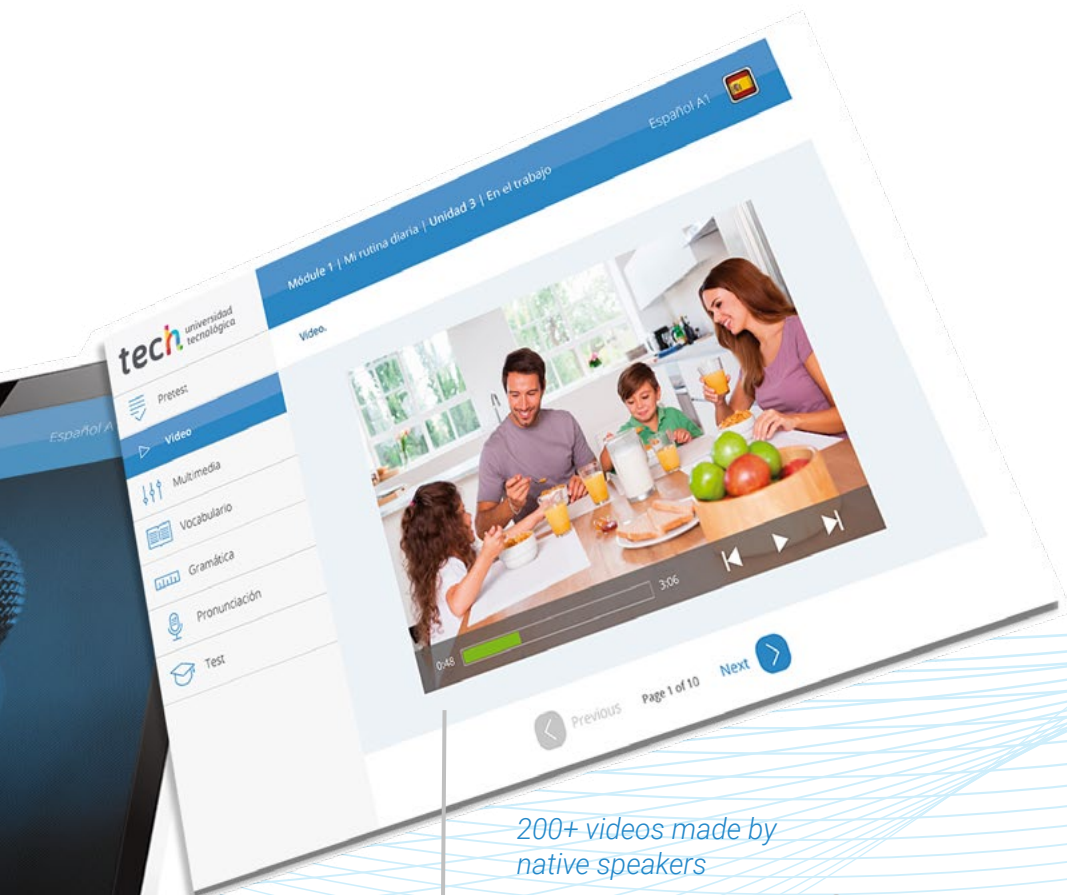 Español A1
Módule 1 | Mi rutina diaria | Unidad 3 | En el trabajo
tech universidad
tecnológica
Video.
Pretest
Video
Multimedia
Vocabulario
Gramática
Pronunciación
Test
0:48
3:06
Previous
Page 1 of 10
Next
Español A
200+ videos made by
native speakers